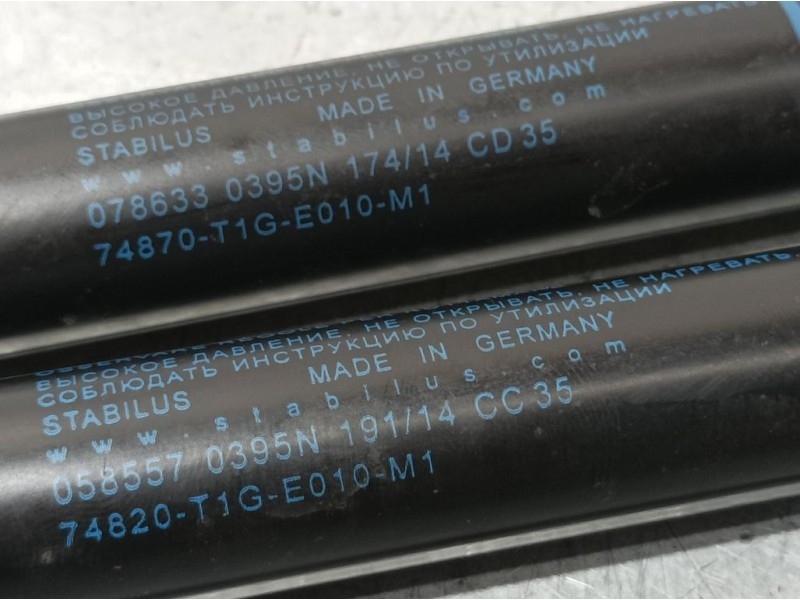 ВЫСОКОЕ ДАВЛЕНИЕ, НЕ ОТКРЫВАТЬ, НЕ НАГРЕВАТЬ,
СОБЛЮДАТЬ ИНСТРУКЦИЮ ПО УТИЛИЗАЦИИ
STABILUS MADE IN GERMANY
www.stabilus.com
078633 0395N 174/14 CD 35
74870-T1G-E010-M1
ВЫСОКОЕ ДАВЛЕНИЕ, НЕ ОТКРЫВАТЬ, НЕ НАГРЕВАТЬ,
СОБЛЮДАТЬ ИНСТРУКЦИЮ ПО УТИЛИЗАЦИИ
STABILUS MADE IN GERMANY
www.stabilus.com
058557 0395N 191/14 CC 35
74820-T1G-E010-M1